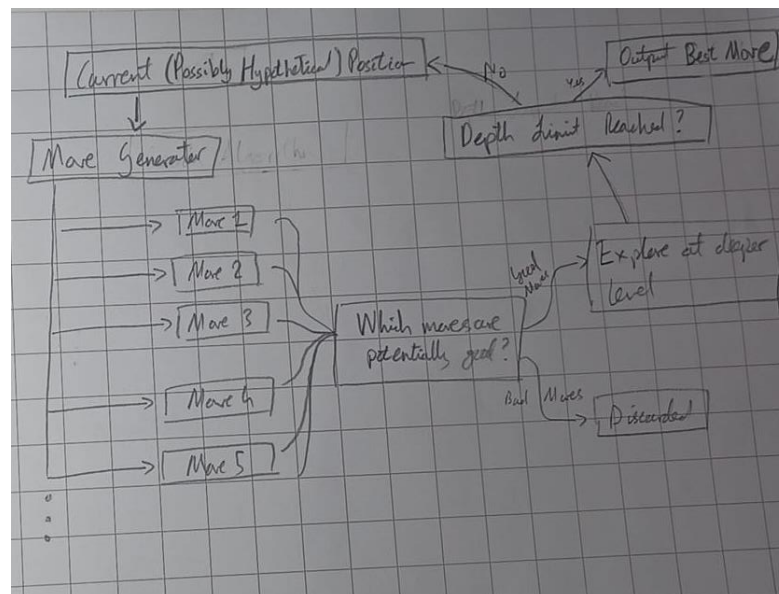 Current (Possibly Hypothetical) Position
No
Yes
Output Best Move
Depth Limit Reached?
Move Generater
Move 1
Move 2
Move 3
Move 4
Move 5
Which moves are
potentially good?
Good
Moves
Explore at deeper
level
Bad Moves
Discarded